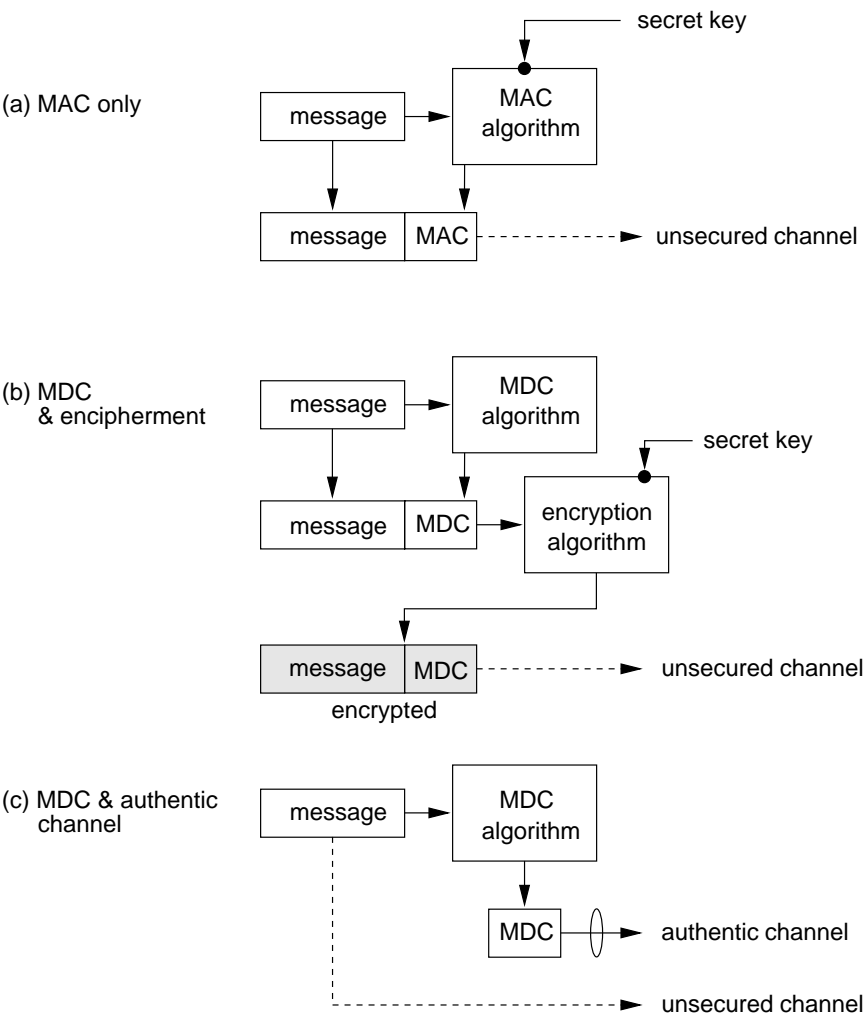 secret key
(a) MAC only
message
MAC
algorithm
message
MAC
unsecured channel
(b) MDC
& encipherment
message
MDC
algorithm
secret key
message
MDC
encryption
algorithm
message
MDC
unsecured channel
encrypted
(c) MDC & authentic
channel
message
MDC
algorithm
MDC
authentic channel
unsecured channel